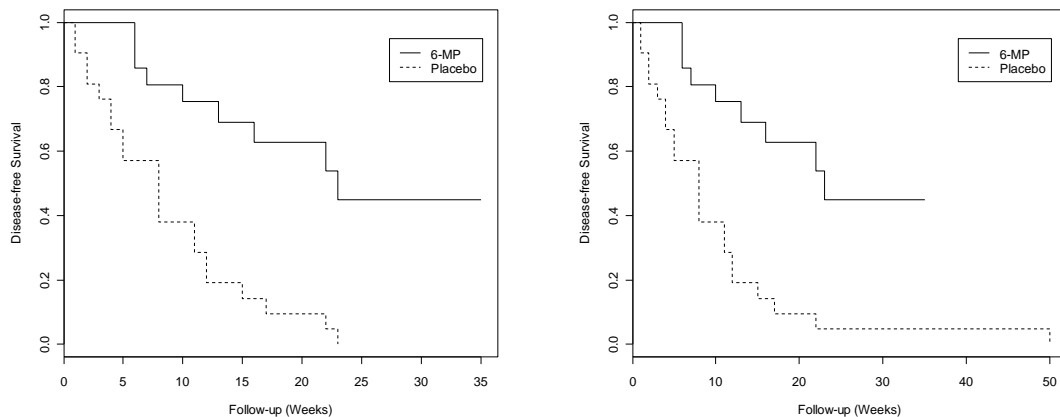 1.0
0.8
0.6
0.4
0.2
0.0
Disease-free Survival
6-MP
Placebo
0 5 10 15 20 25 30 35
Follow-up (Weeks)
1.0
0.8
0.6
0.4
0.2
0.0
Disease-free Survival
6-MP
Placebo
0 10 20 30 40 50
Follow-up (Weeks)